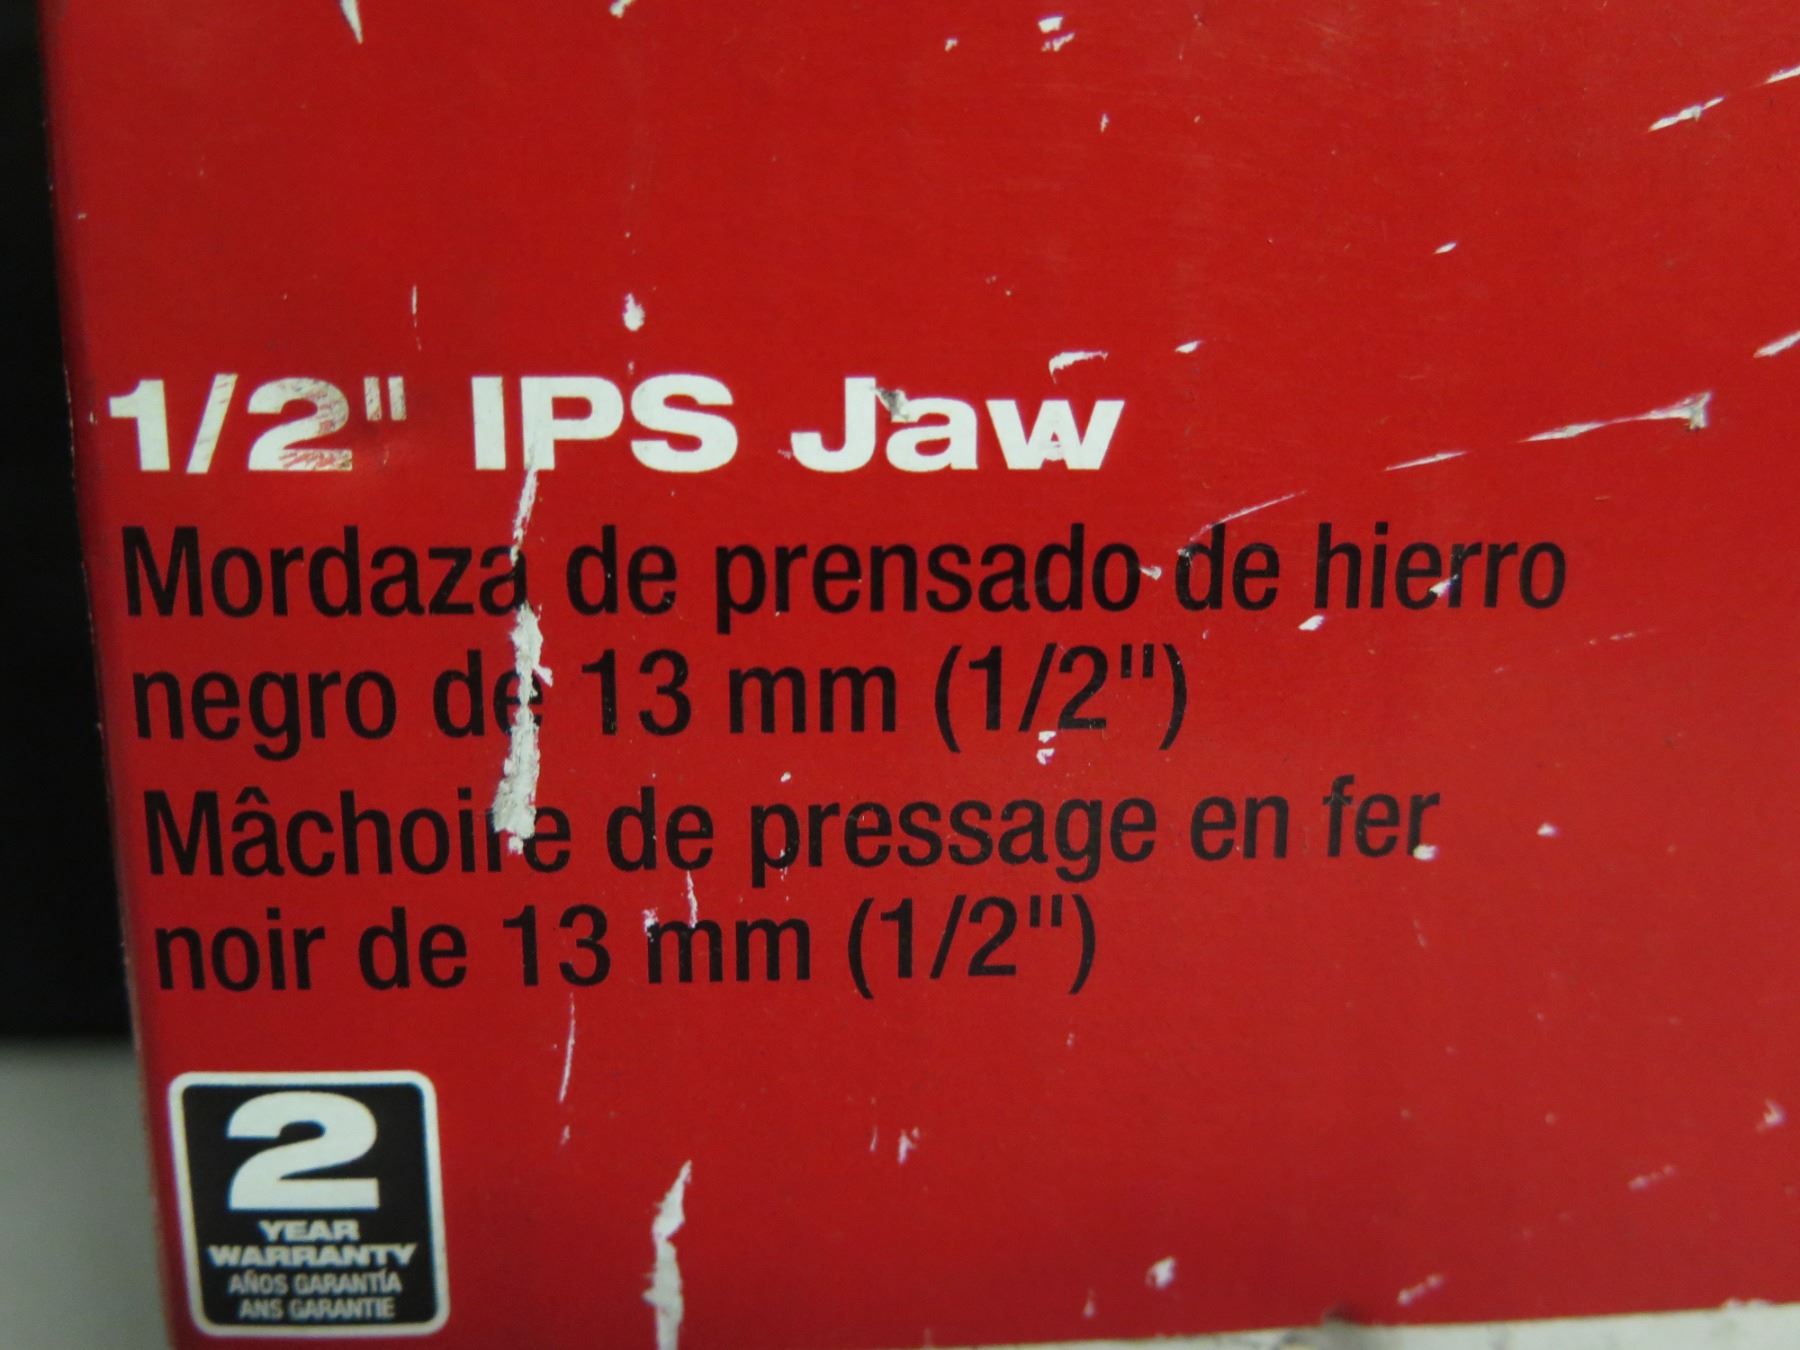 1/2" IPS Jaw
Mordaza de prensado de hierro
negro de 13 mm (1/2")
Mâchoire de pressage en fer
noir de 13 mm (1/2")
2
YEAR
WARRANTY
AÑOS GARANTÍA
ANS GARANTIE